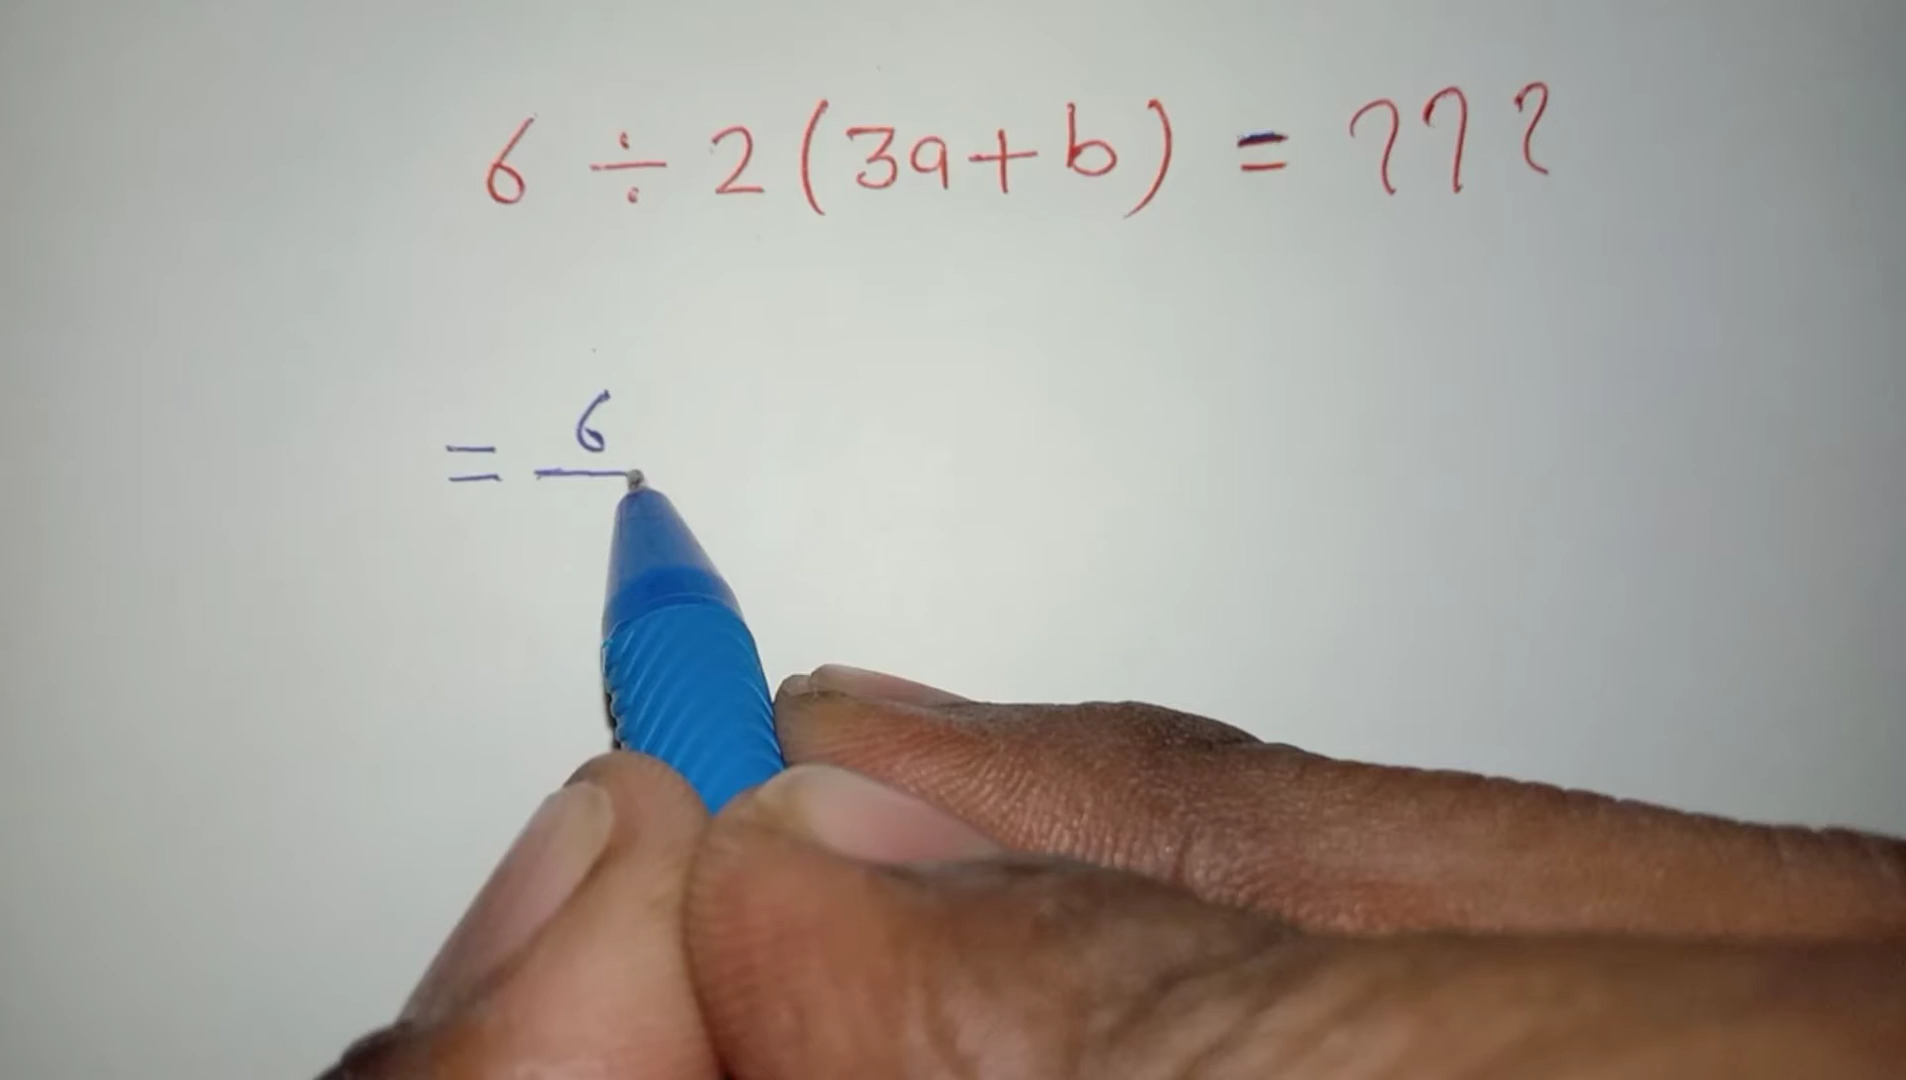 6 ÷ 2(3a+b) = ???
= 6